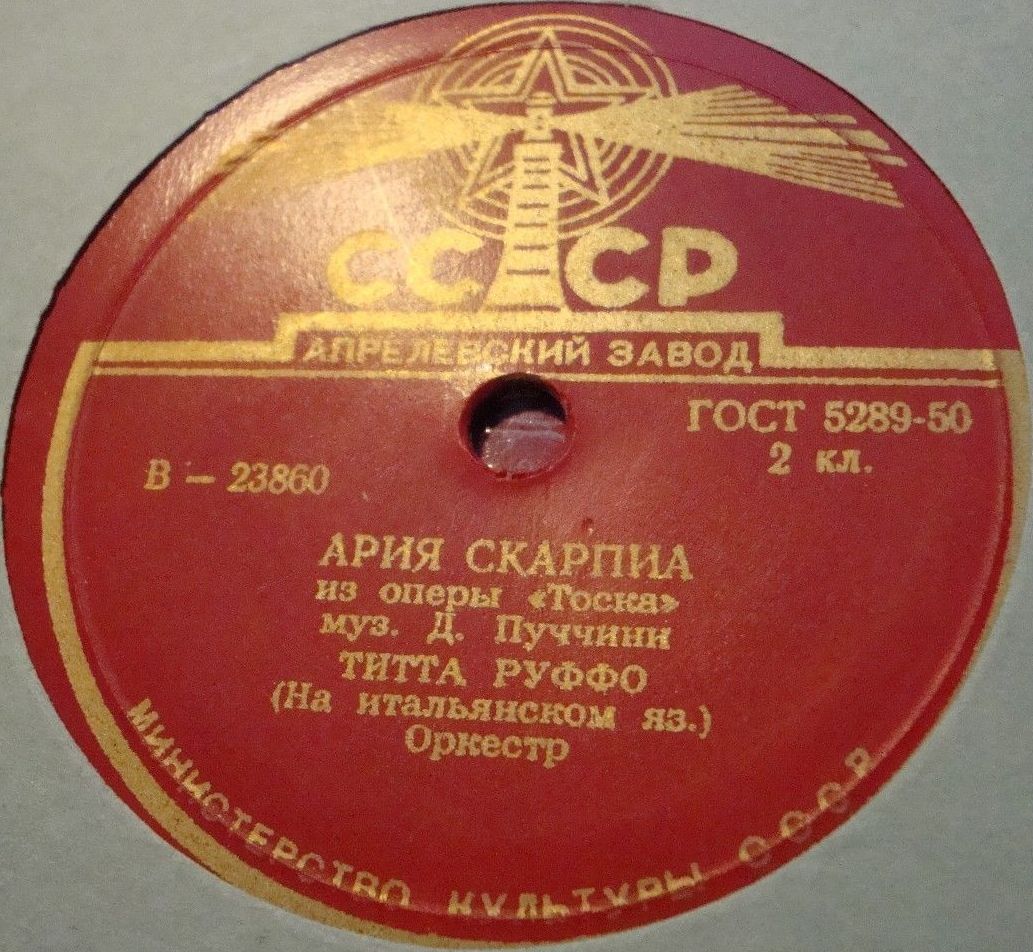 СССР
АПРЕЛЕВСКИЙ ЗАВОД
ГОСТ 5289-50
2 кл.
В — 23860
АРИЯ СКАРПИА
из оперы «Тоска»
муз. Д. Пуччини
ТИТТА РУФФО
(На итальянском яз.)
Оркестр
МИНИСТЕРСТВО КУЛЬТУРЫ СССР